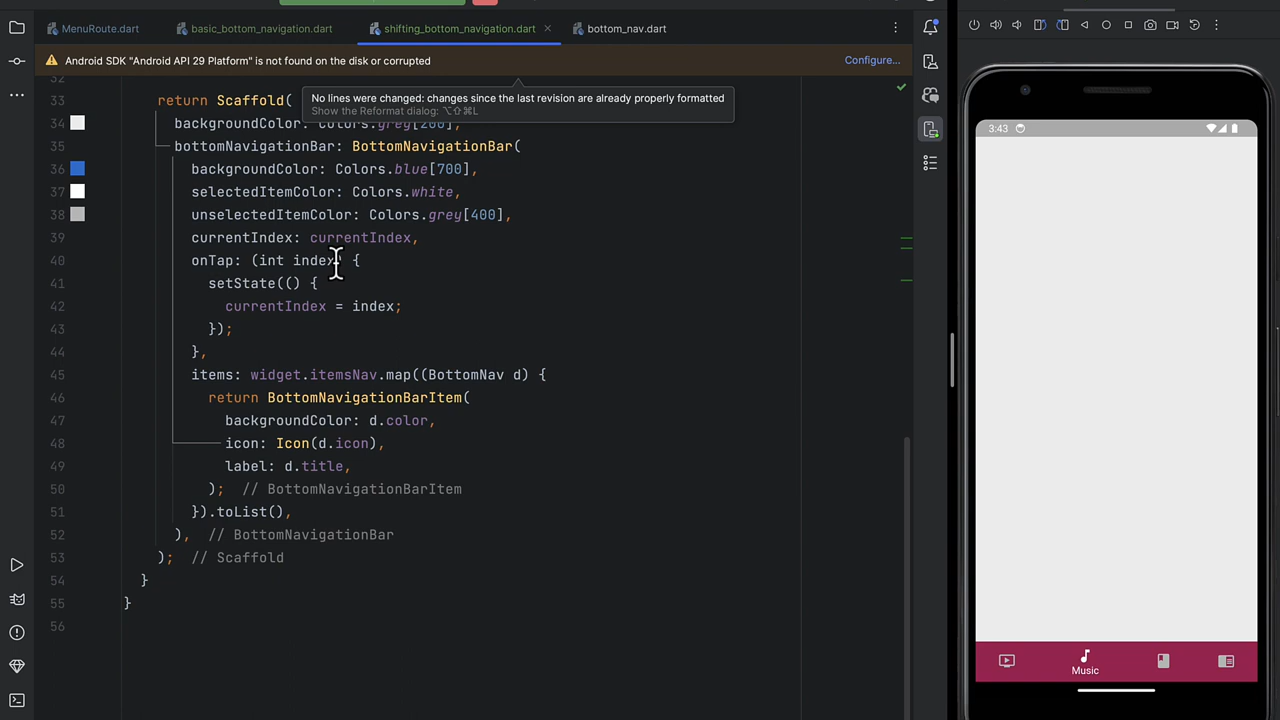 MenuRoute.dart
basic_bottom_navigation.dart
shifting_bottom_navigation.dart
bottom_nav.dart
Android SDK "Android API 29 Platform" is not found on the disk or corrupted
Configure...
No lines were changed: changes since the last revision are already properly formatted
Show the Reformat dialog: ⌥⇧⌘L
32
33 return Scaffold(
34 backgroundColor: Colors.grey[200],
35 bottomNavigationBar: BottomNavigationBar(
36 backgroundColor: Colors.blue[700],
37 selectedItemColor: Colors.white,
38 unselectedItemColor: Colors.grey[400],
39 currentIndex: currentIndex,
40 onTap: (int index) {
41 setState(() {
42 currentIndex = index;
43 });
44 },
45 items: widget.itemsNav.map((BottomNav d) {
46 return BottomNavigationBarItem(
47 backgroundColor: d.color,
48 icon: Icon(d.icon),
49 label: d.title,
50 ); // BottomNavigationBarItem
51 }).toList(),
52 ), // BottomNavigationBar
53 ); // Scaffold
54 }
55 }
56
3:43
Music